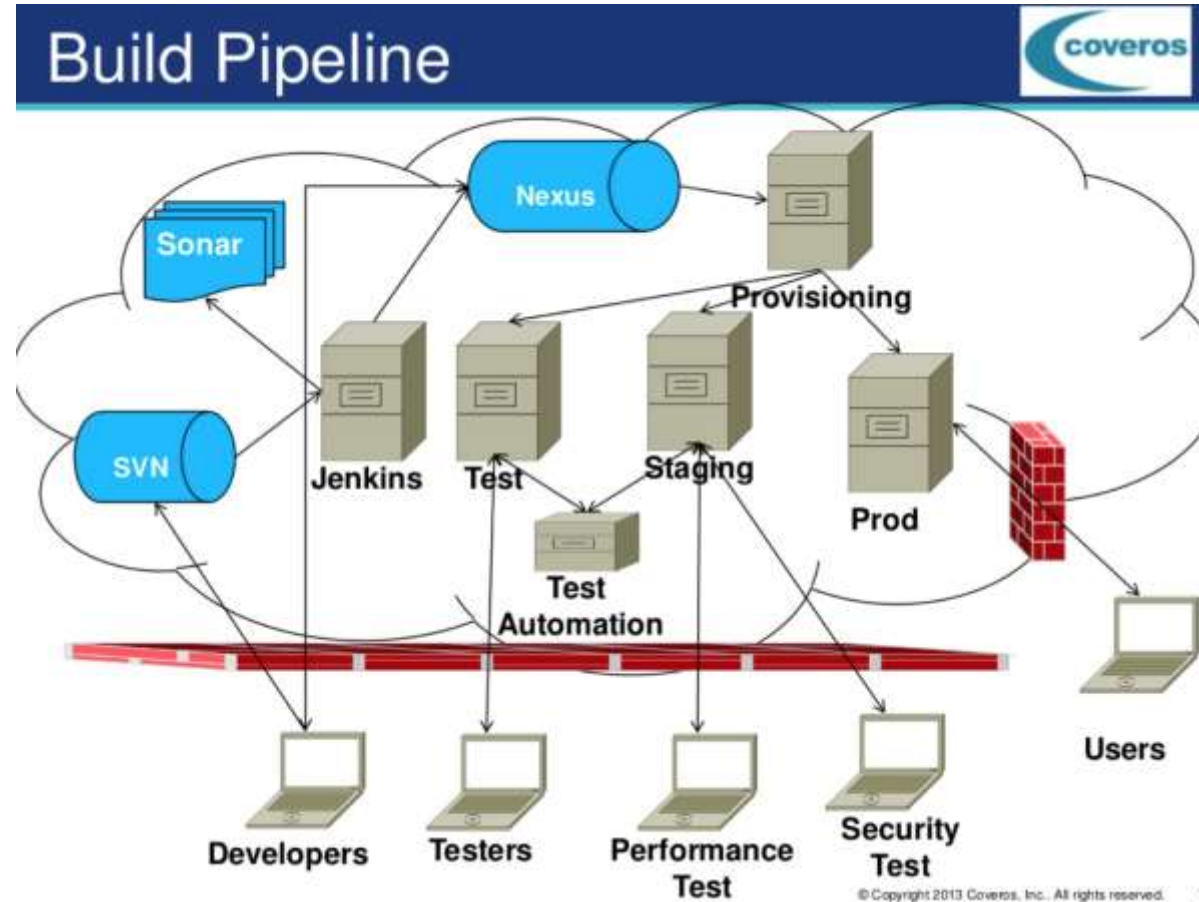 Build Pipeline
coveros
Nexus
Sonar
Provisioning
SVN
Jenkins
Test
Staging
Prod
Test
Automation
Users
Developers
Testers
Performance
Test
Security
Test
© Copyright 2013 Coveros, Inc.. All rights reserved.